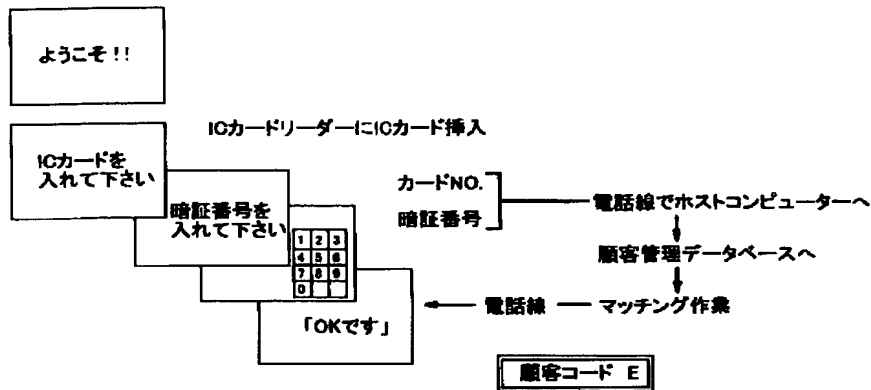 ようこそ!!
ICカードリーダーにICカード挿入
ICカードを
入れて下さい
暗証番号を
入れて下さい
1 2 3
4 5 6
7 8 9
0
「OKです」
カードNO.
暗証番号
電話線でホストコンピューターへ
顧客管理データベースへ
マッチング作業
電話線
顧客コード E